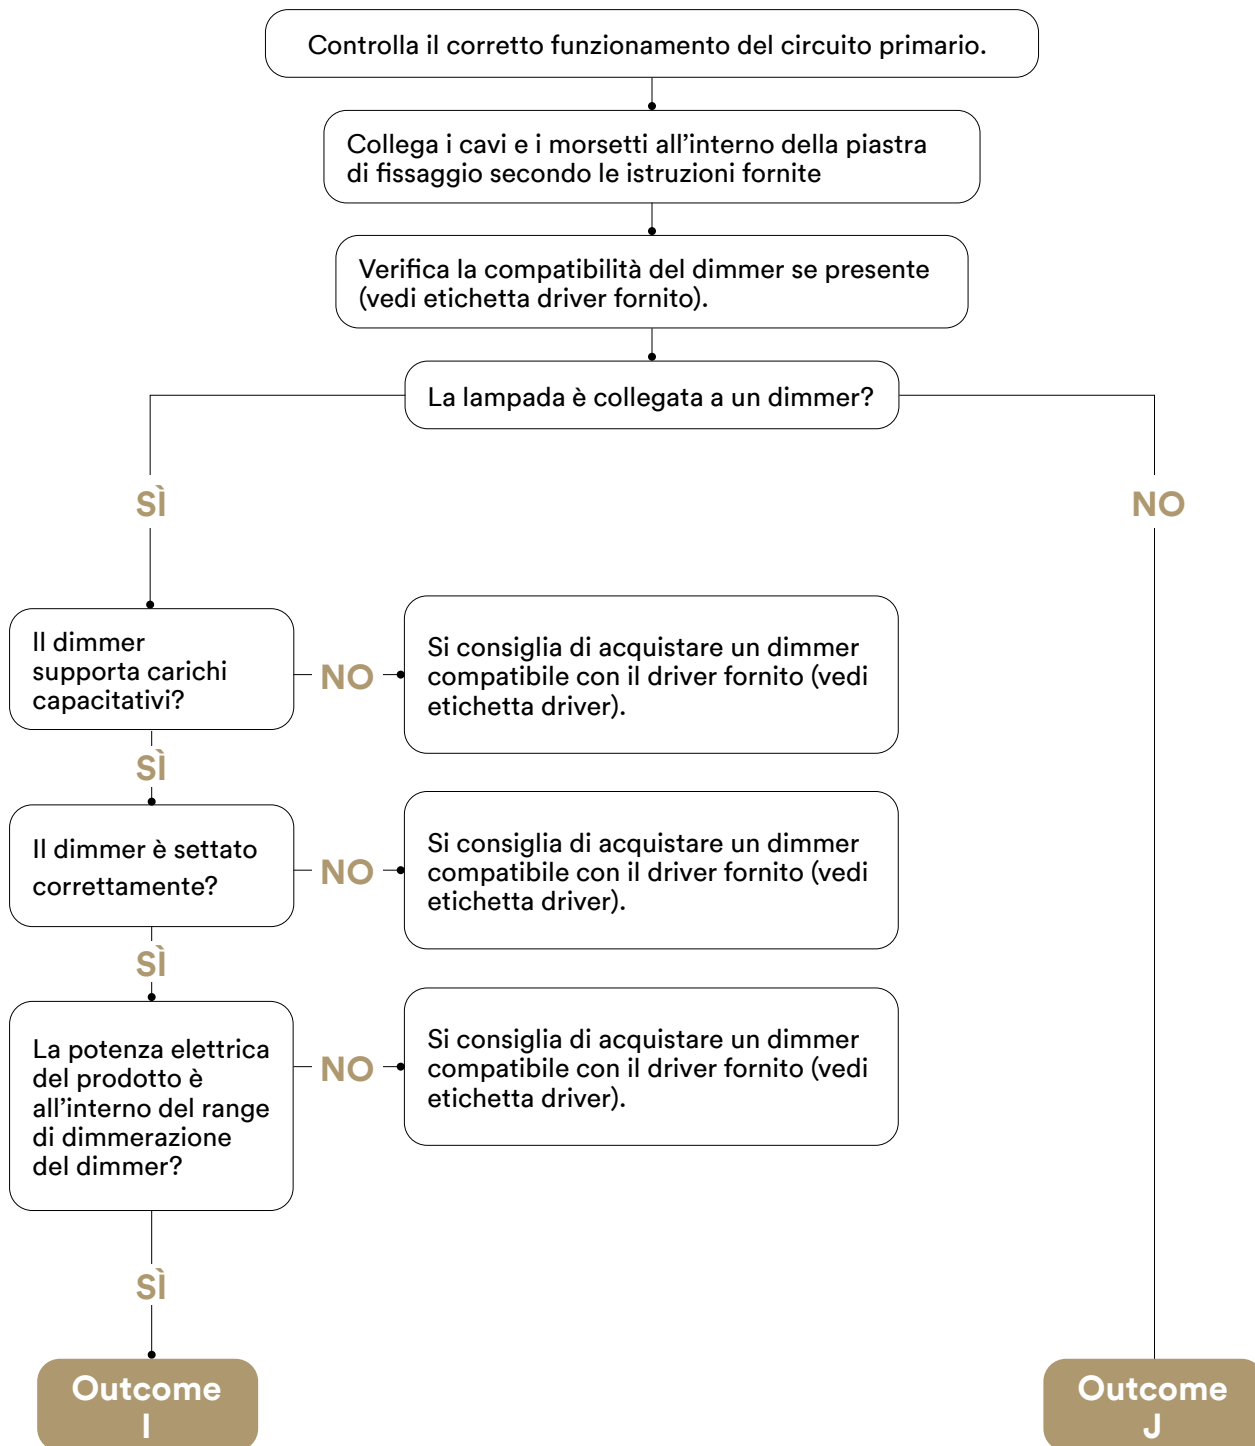 Controlla il corretto funzionamento del circuito primario.
Collega i cavi e i morsetti all’interno della piastra
di fissaggio secondo le istruzioni fornite
Verifica la compatibilità del dimmer se presente
(vedi etichetta driver fornito).
La lampada è collegata a un dimmer?
SÌ
NO
Il dimmer
supporta carichi
capacitativi?
NO
Si consiglia di acquistare un dimmer
compatibile con il driver fornito (vedi
etichetta driver).
SÌ
Il dimmer è settato
correttamente?
NO
Si consiglia di acquistare un dimmer
compatibile con il driver fornito (vedi
etichetta driver).
SÌ
La potenza elettrica
del prodotto è
all’interno del range
di dimmerazione
del dimmer?
NO
Si consiglia di acquistare un dimmer
compatibile con il driver fornito (vedi
etichetta driver).
SÌ
Outcome
I
Outcome
J